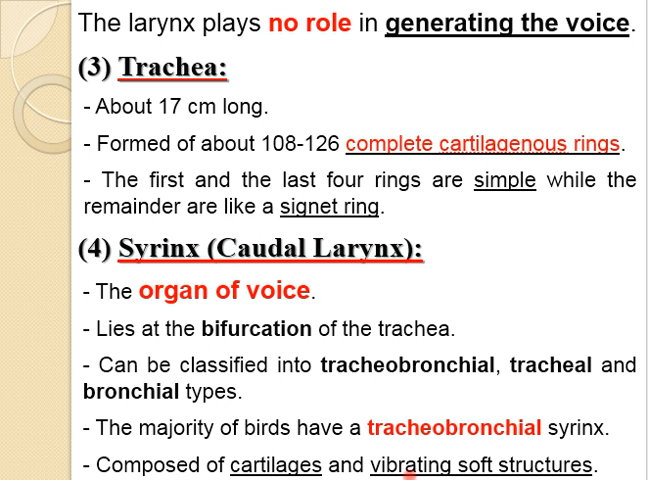 The larynx plays no role in generating the voice.
(3) Trachea:
- About 17 cm long.
- Formed of about 108-126 complete cartilagenous rings.
- The first and the last four rings are simple while the
remainder are like a signet ring.
(4) Syrinx (Caudal Larynx):
- The organ of voice.
- Lies at the bifurcation of the trachea.
- Can be classified into tracheobronchial, tracheal and
bronchial types.
- The majority of birds have a tracheobronchial syrinx.
- Composed of cartilages and vibrating soft structures.